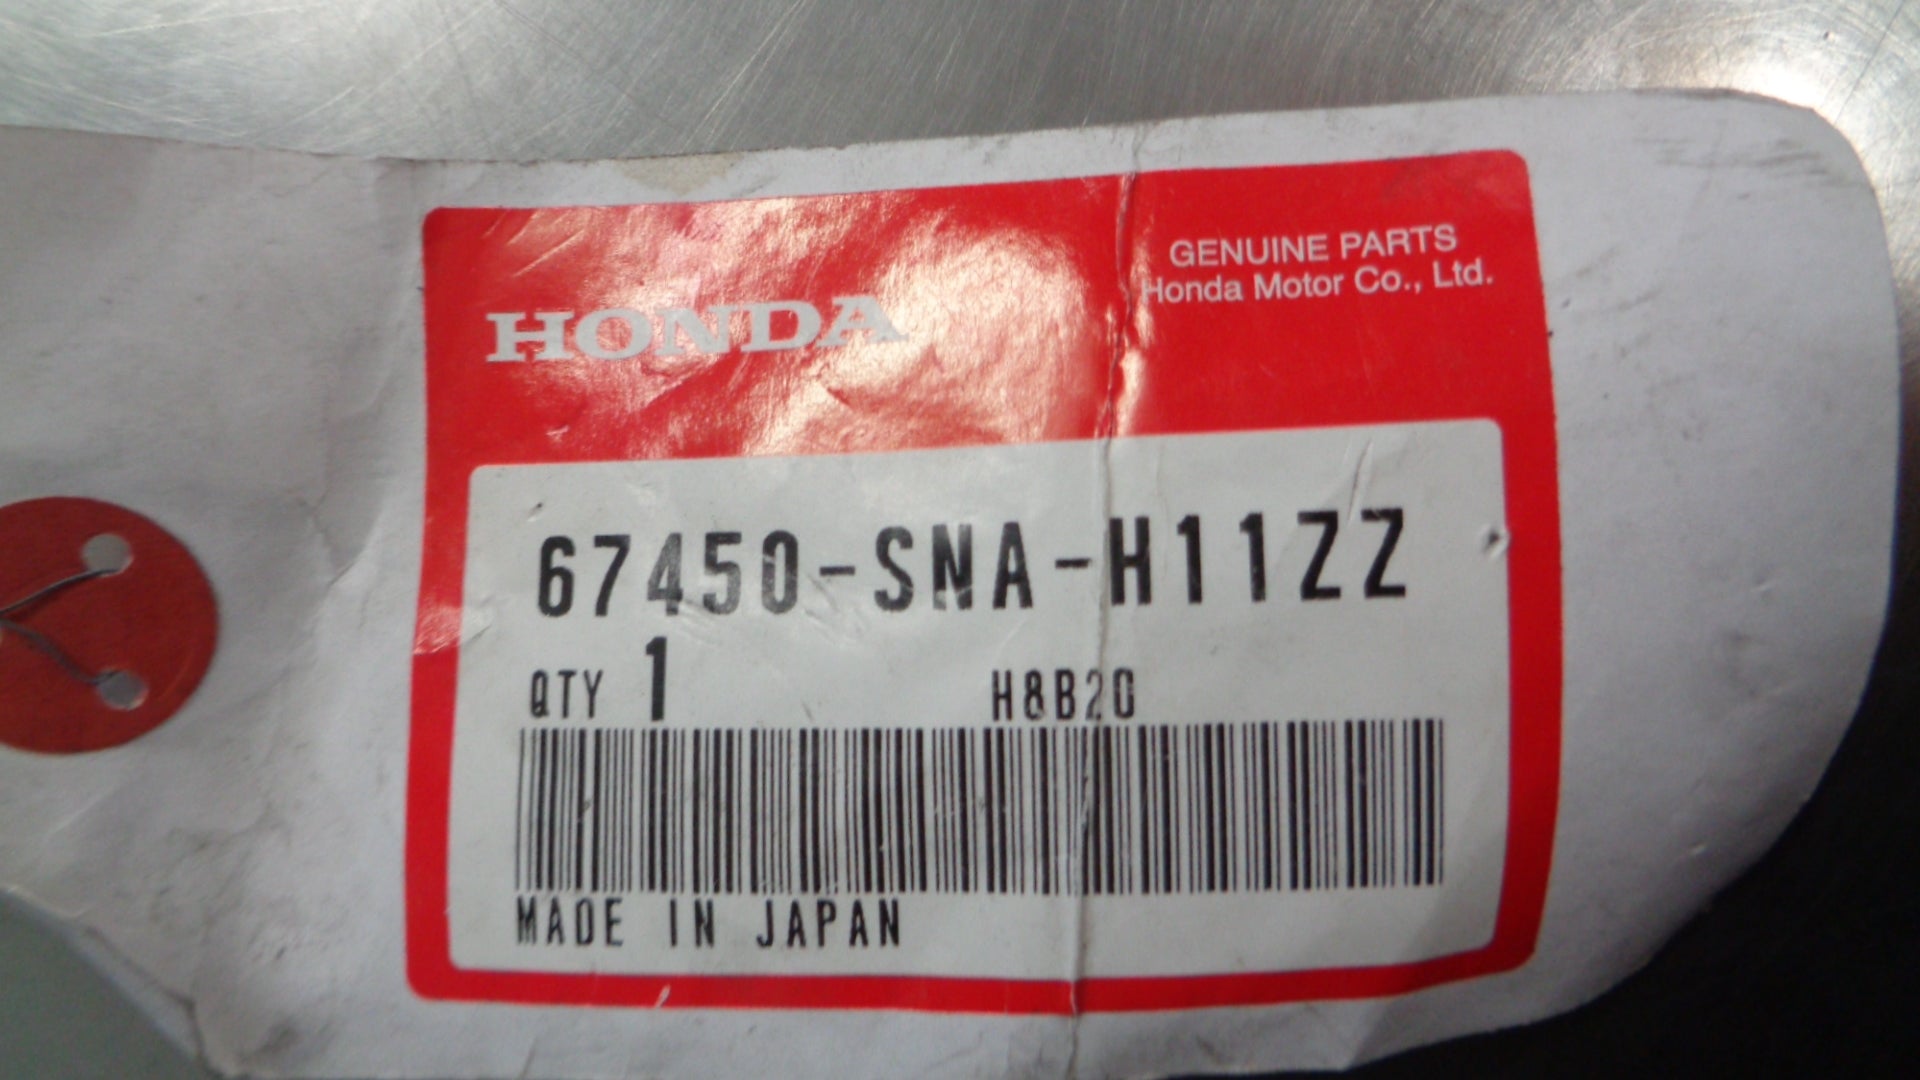 HONDA
GENUINE PARTS
Honda Motor Co., Ltd.
67450-SNA-H11ZZ
QTY 1 H8B20
MADE IN JAPAN